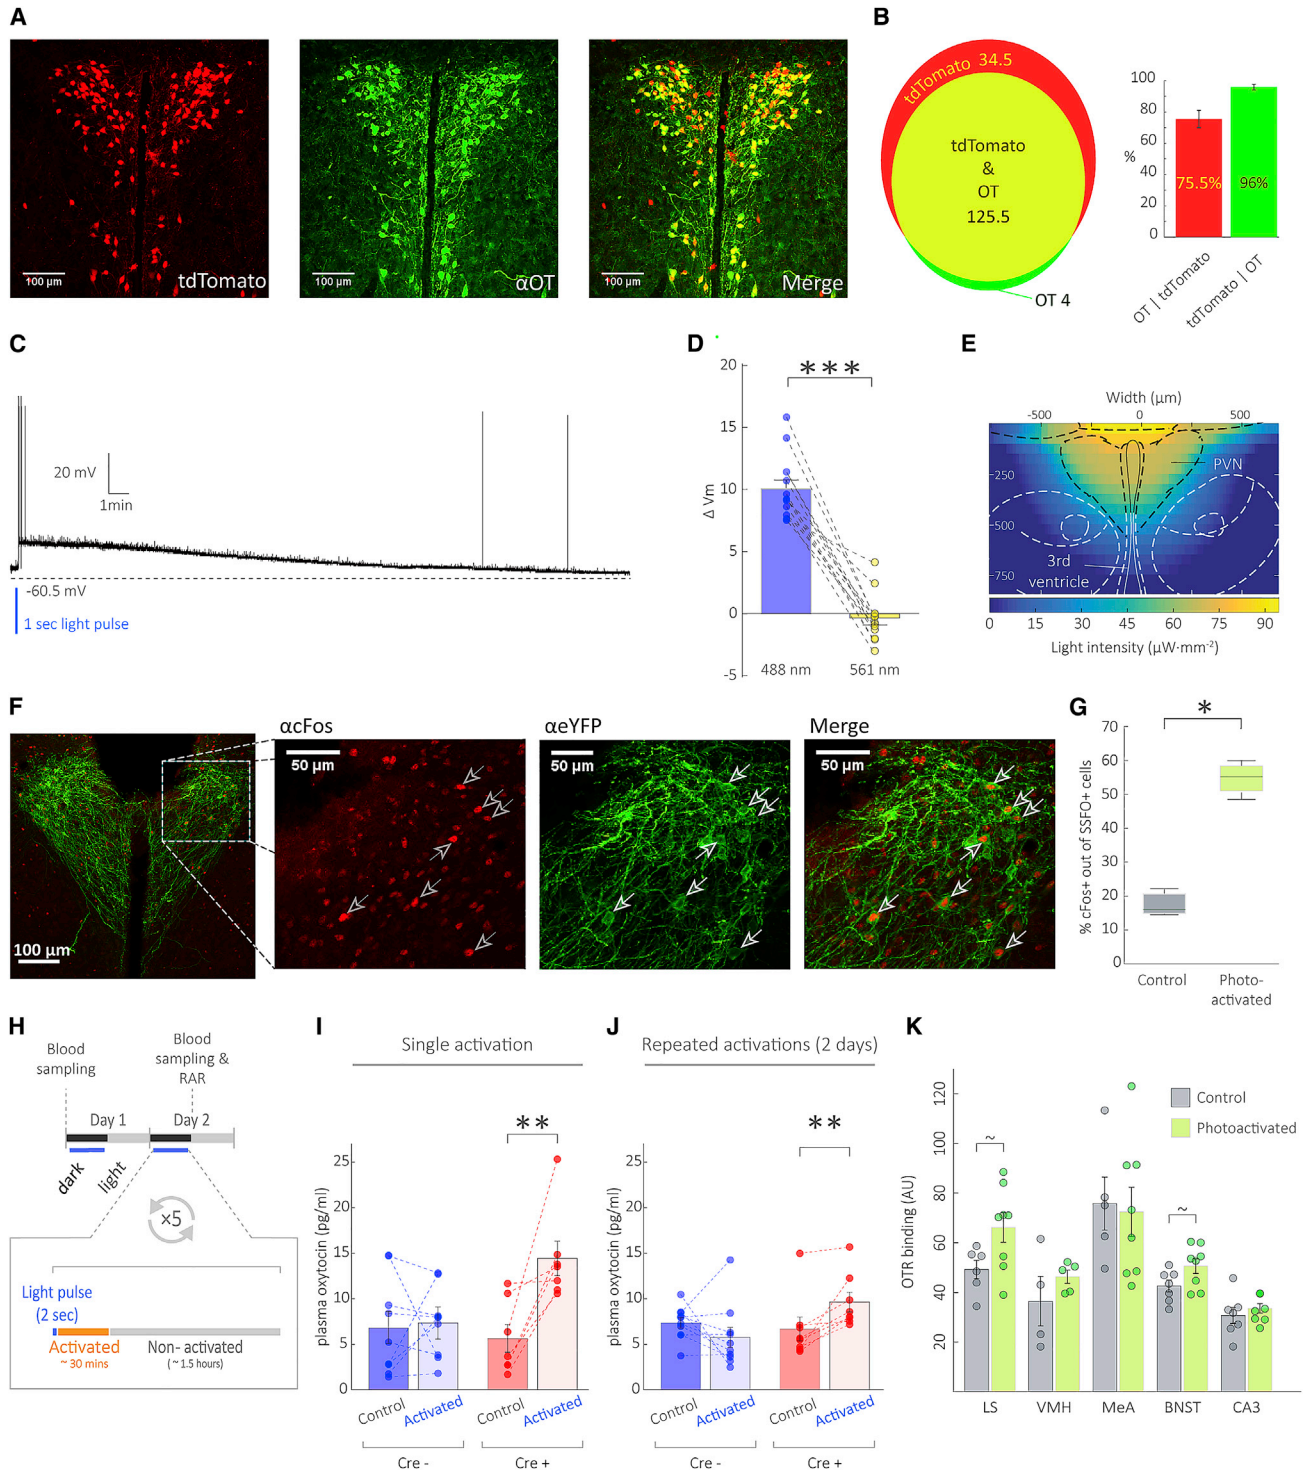 A
tdTomato
100 µm
αOT
100 µm
Merge
100 µm
B
tdTomato 34.5
tdTomato
&
OT
125.5
OT 4
100
80
60
%
40
20
0
75.5%
96%
OT | tdTomato
tdTomato | OT
C
20 mV
1min
-60.5 mV
1 sec light pulse
D
***
20
15
10
5
0
-5
Δ Vm
488 nm
561 nm
E
Width (µm)
-500
0
500
250
500
750
PVN
3rd
ventricle
0
15
30
45
60
75
90
Light intensity (µW·mm-2)
F
100 µm
αcFos
50 µm
αeYFP
50 µm
Merge
50 µm
G
*
70
60
50
40
30
20
10
0
% cFos+ out of SSFO+ cells
Control
Photo-
activated
H
Blood
sampling
Blood
sampling &
RAR
Day 1
Day 2
dark
light
×5
Light pulse
(2 sec)
Activated
~ 30 mins
Non- activated
( ~ 1.5 hours)
I
Single activation
**
25
20
15
10
5
0
plasma oxytocin (pg/ml)
Control
Activated
Control
Activated
Cre -
Cre +
J
Repeated activations (2 days)
**
25
20
15
10
5
0
plasma oxytocin (pg/ml)
Control
Activated
Control
Activated
Cre -
Cre +
K
Control
Photoactivated
120
100
80
60
40
20
OTR binding (AU)
~
~
LS
VMH
MeA
BNST
CA3